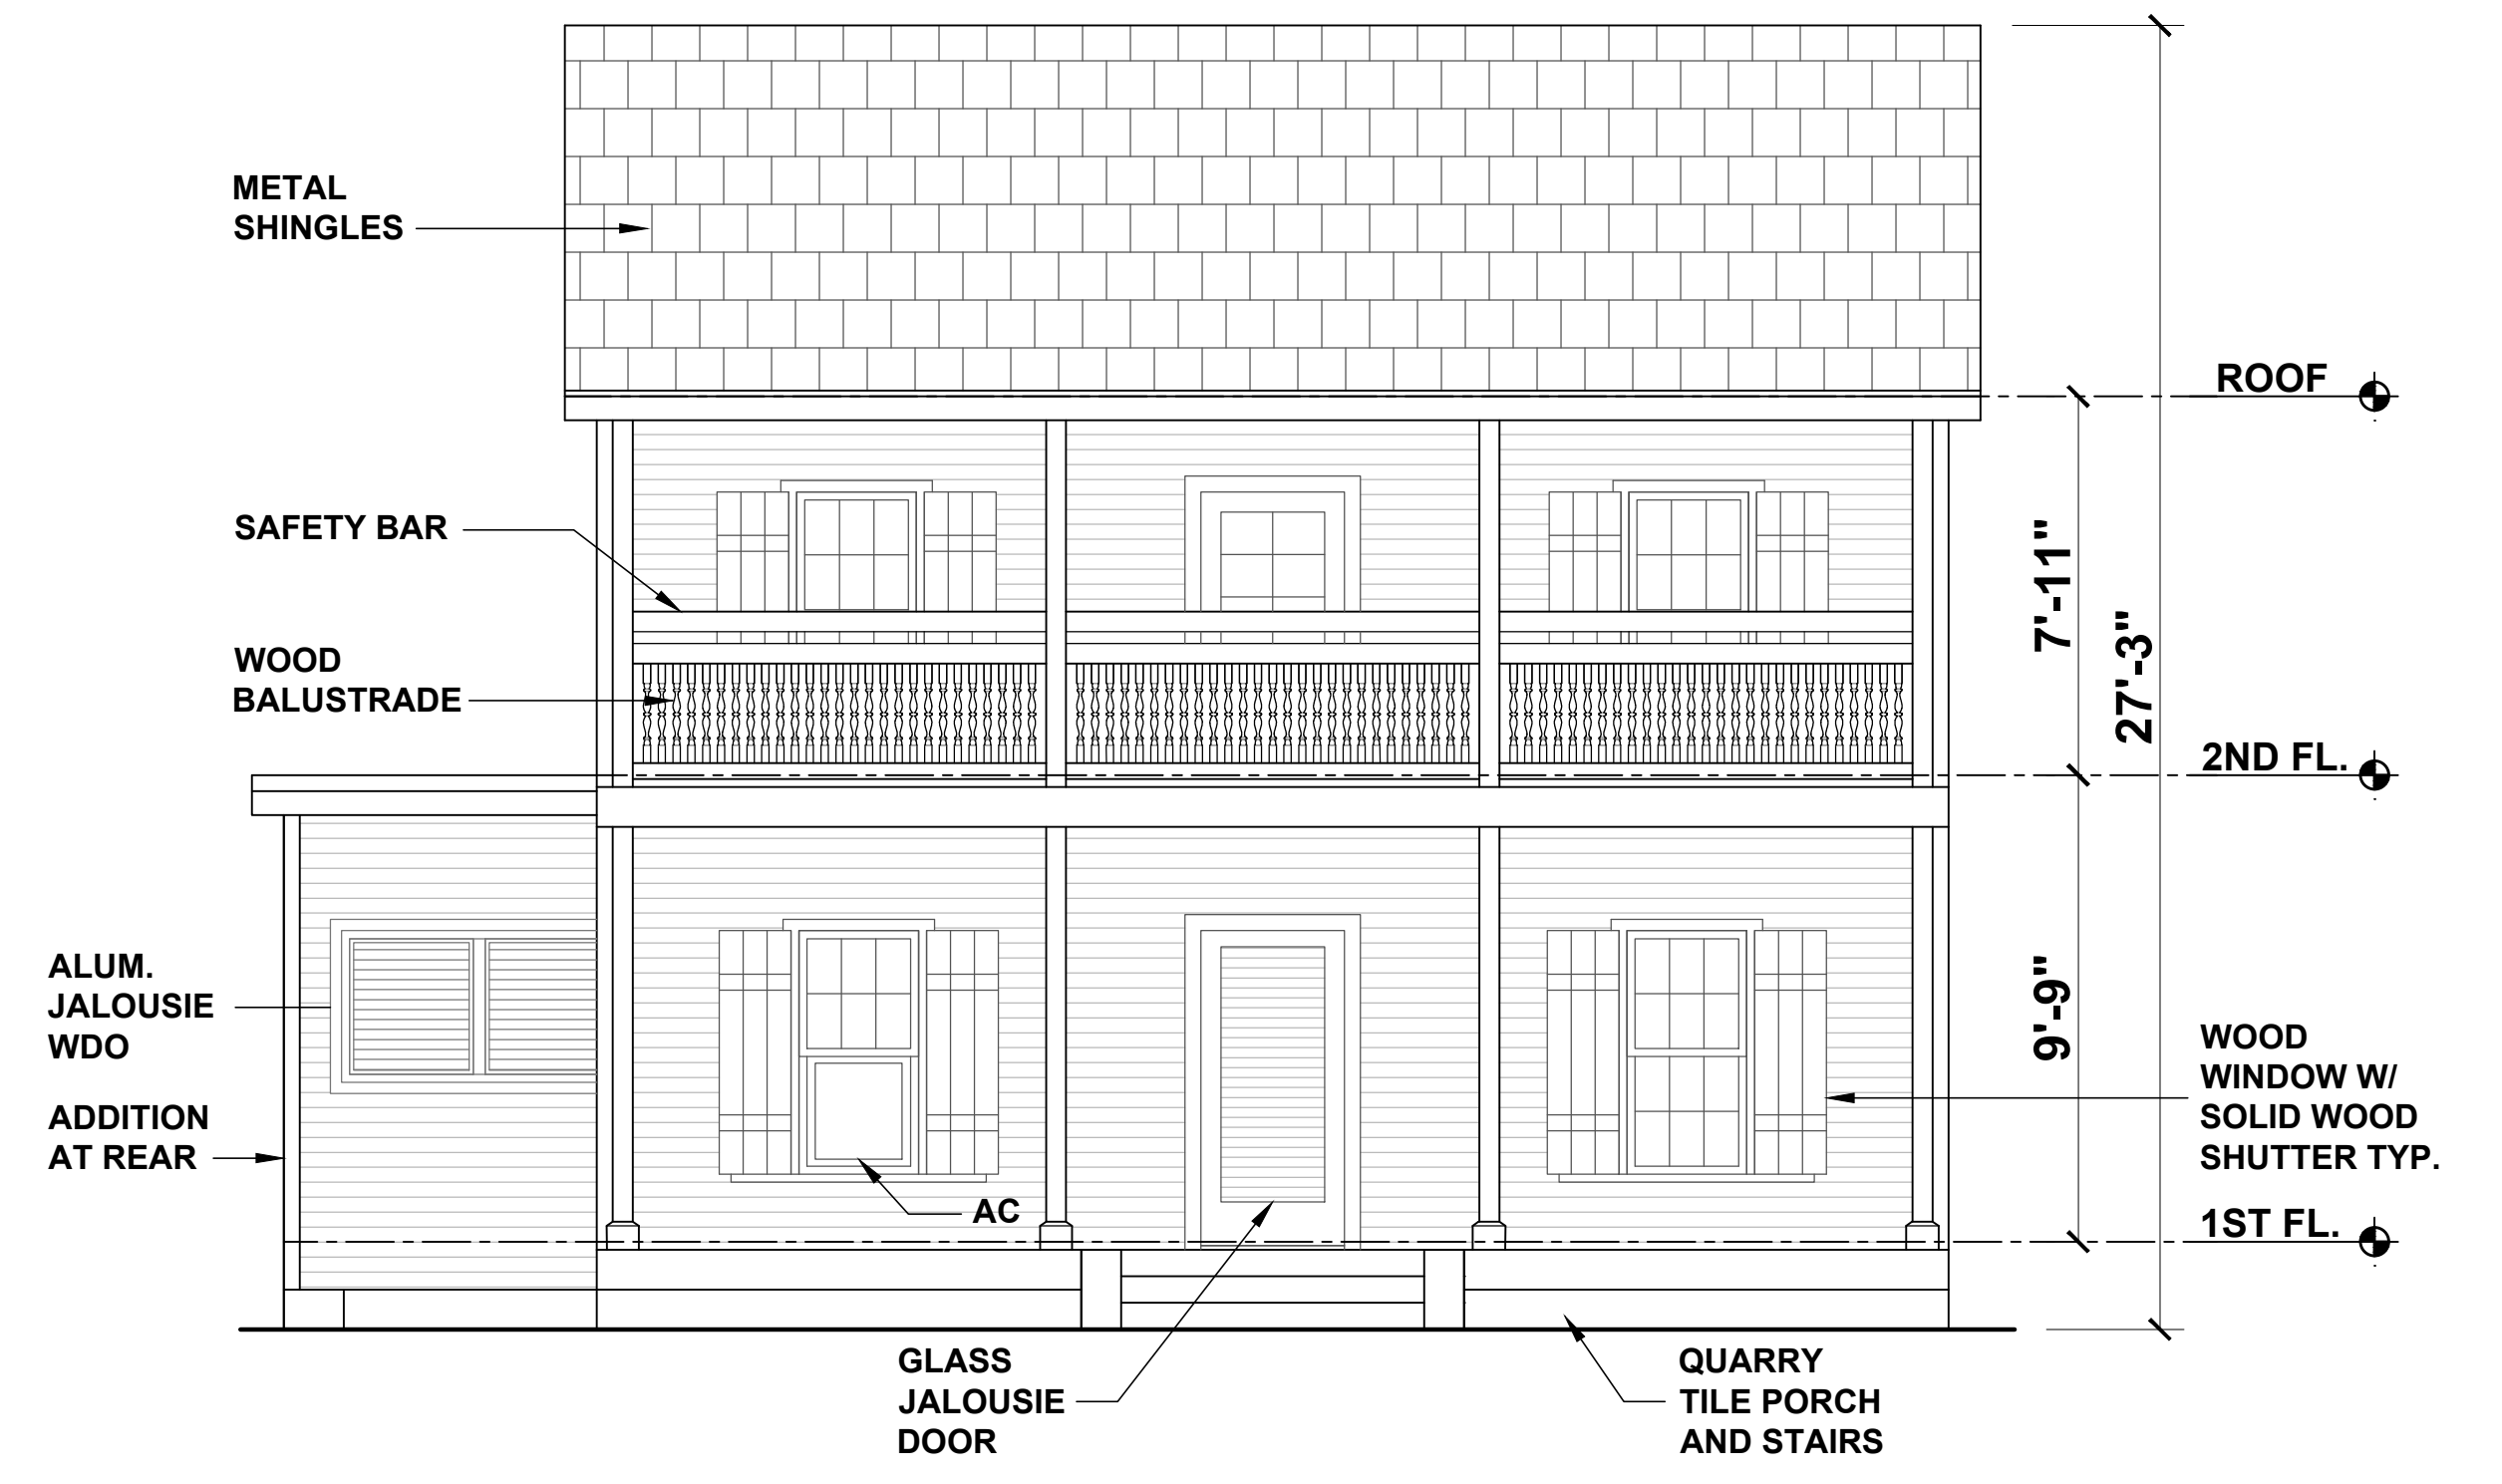 METAL
SHINGLES
ROOF
SAFETY BAR
7'-11"
27'-3"
WOOD
BALUSTRADE
2ND FL.
ALUM.
JALOUSIE
WDO
9'-9"
WOOD
WINDOW W/
SOLID WOOD
SHUTTER TYP.
ADDITION
AT REAR
AC
1ST FL.
GLASS
JALOUSIE
DOOR
QUARRY
TILE PORCH
AND STAIRS